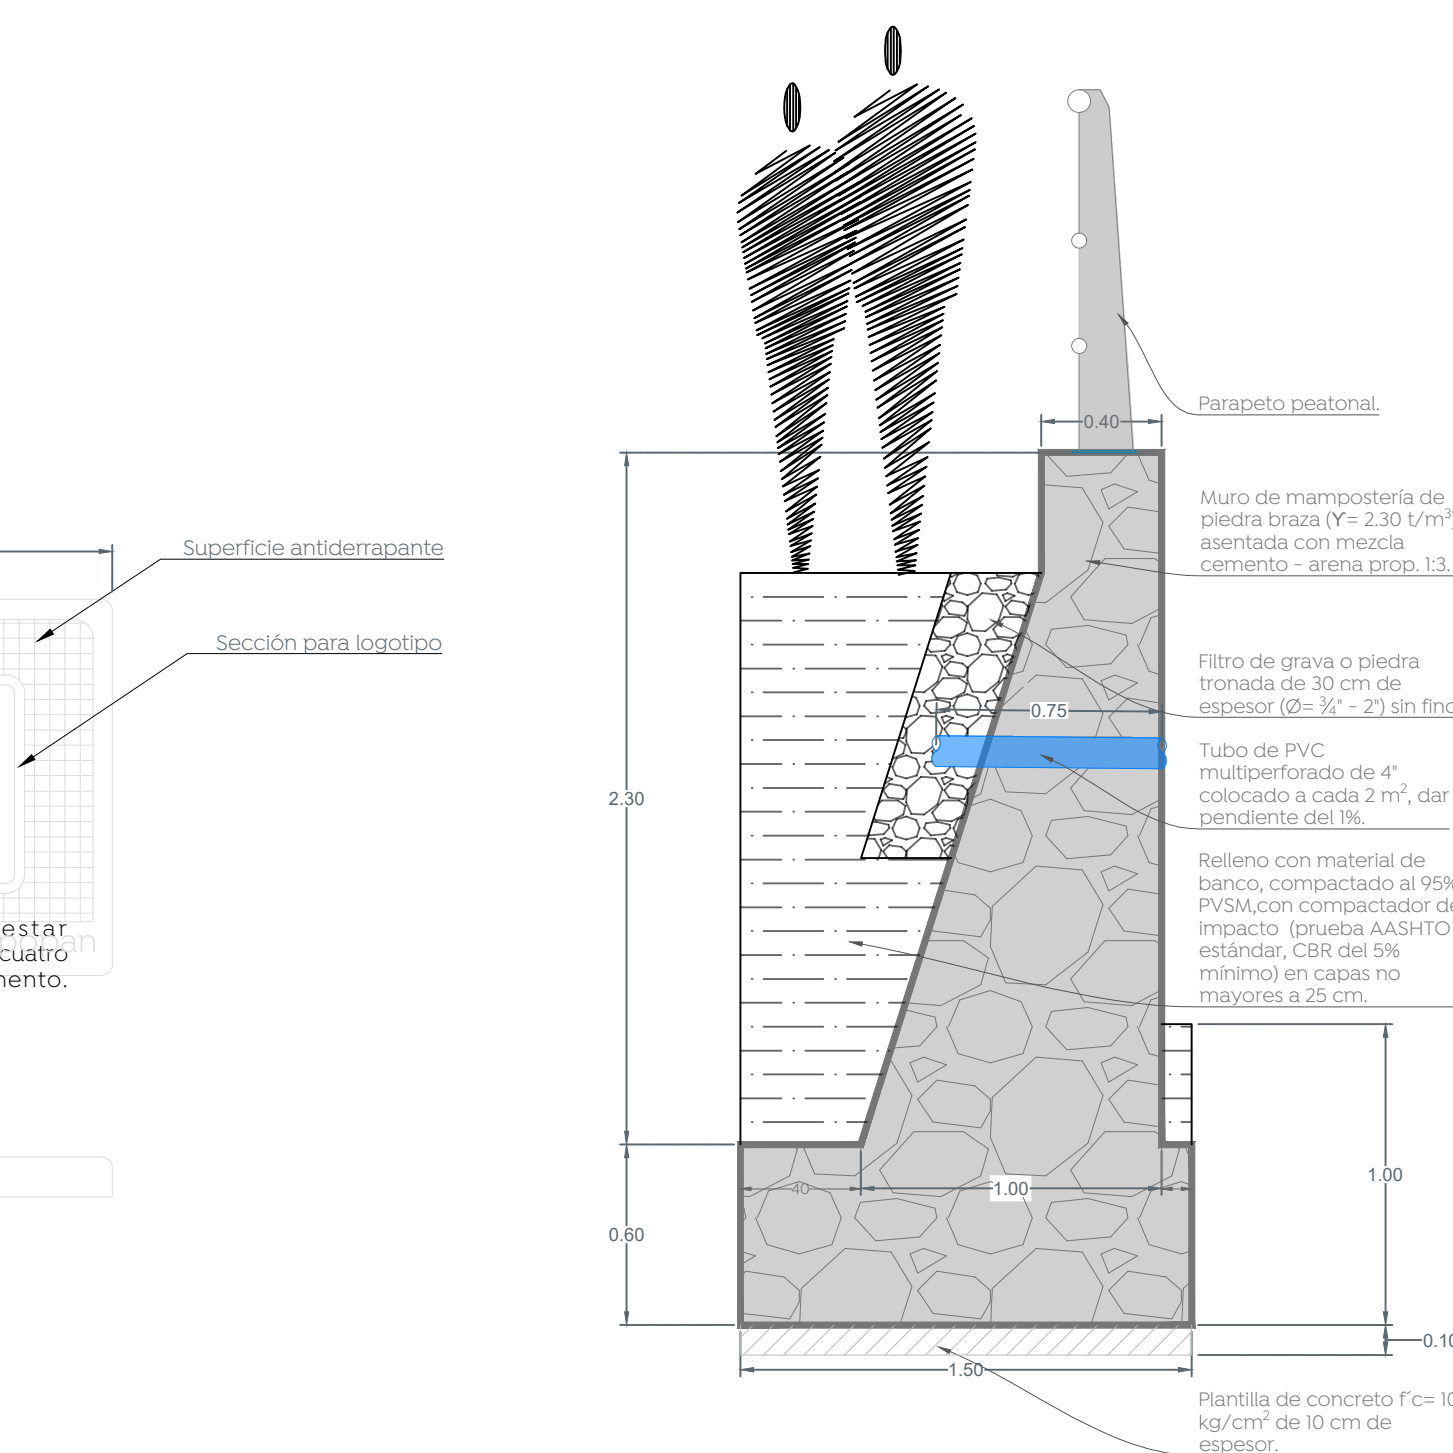 Superficie antiderrapante
Sección para logotipo
estar
cuatro
mento.
popan
Parapeto peatonal.
0.40
Muro de mampostería de
piedra braza (ϒ= 2.30 t/m³)
asentada con mezcla
cemento - arena prop. 1:3.
Filtro de grava o piedra
tronada de 30 cm de
espesor (Ø= ¾" - 2") sin fino
0.75
Tubo de PVC
multiperforado de 4"
colocado a cada 2 m², dar
pendiente del 1%.
2.30
Relleno con material de
banco, compactado al 95%
PVSM,con compactador de
impacto (prueba AASHTO
estándar, CBR del 5%
mínimo) en capas no
mayores a 25 cm.
1.00
40
1.00
0.60
0.10
1.50
Plantilla de concreto f´c= 10
kg/cm² de 10 cm de
espesor.